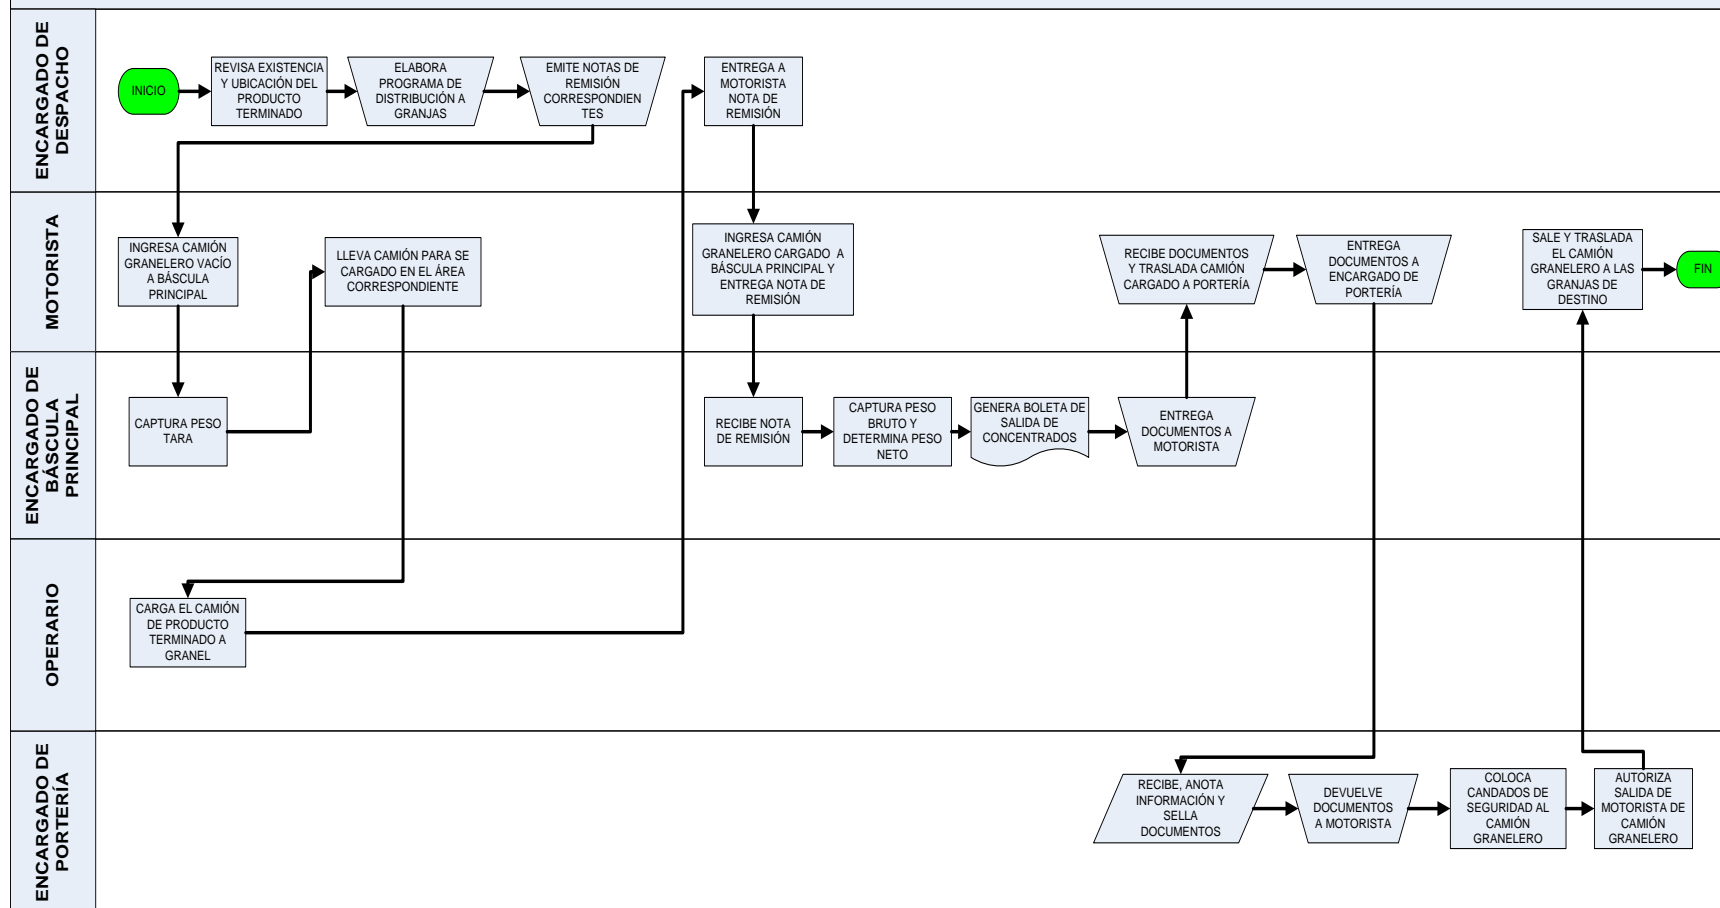 ENCARGADO DE
DESPACHO
INICIO
REVISA EXISTENCIA
Y UBICACIÓN DEL
PRODUCTO
TERMINADO
ELABORA
PROGRAMA DE
DISTRIBUCIÓN A
GRANJAS
EMITE NOTAS DE
REMISIÓN
CORRESPONDIEN
TES
ENTREGA A
MOTORISTA
NOTA DE
REMISIÓN
MOTORISTA
INGRESA CAMIÓN
GRANELERO VACÍO
A BÁSCULA
PRINCIPAL
LLEVA CAMIÓN PARA SE
CARGADO EN EL ÁREA
CORRESPONDIENTE
INGRESA CAMIÓN
GRANELERO CARGADO A
BÁSCULA PRINCIPAL Y
ENTREGA NOTA DE
REMISIÓN
RECIBE DOCUMENTOS
Y TRASLADA CAMIÓN
CARGADO A PORTERÍA
ENTREGA
DOCUMENTOS A
ENCARGADO DE
PORTERÍA
SALE Y TRASLADA
EL CAMIÓN
GRANELERO A LAS
GRANJAS DE
DESTINO
FIN
ENCARGADO DE
BÁSCULA
PRINCIPAL
CAPTURA PESO
TARA
RECIBE NOTA
DE REMISIÓN
CAPTURA PESO
BRUTO Y
DETERMINA PESO
NETO
GENERA BOLETA DE
SALIDA DE
CONCENTRADOS
ENTREGA
DOCUMENTOS A
MOTORISTA
OPERARIO
CARGA EL CAMIÓN
DE PRODUCTO
TERMINADO A
GRANEL
ENCARGADO DE
PORTERÍA
RECIBE, ANOTA
INFORMACIÓN Y
SELLA
DOCUMENTOS
DEVUELVE
DOCUMENTOS
A MOTORISTA
COLOCA
CANDADOS DE
SEGURIDAD AL
CAMIÓN
GRANELERO
AUTORIZA
SALIDA DE
MOTORISTA DE
CAMIÓN
GRANELERO